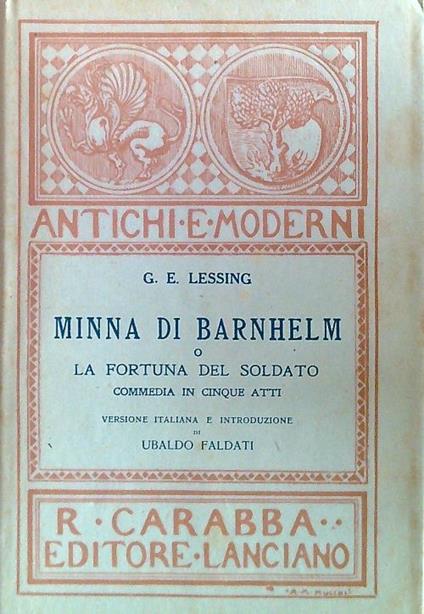 ANTICHI·E·MODERNI
G. E. LESSING
MINNA DI BARNHELM
O
LA FORTUNA DEL SOLDATO
COMMEDIA IN CINQUE ATTI
VERSIONE ITALIANA E INTRODUZIONE
DI
UBALDO FALDATI
R·CARABBA··
EDITORE·LANCIANO